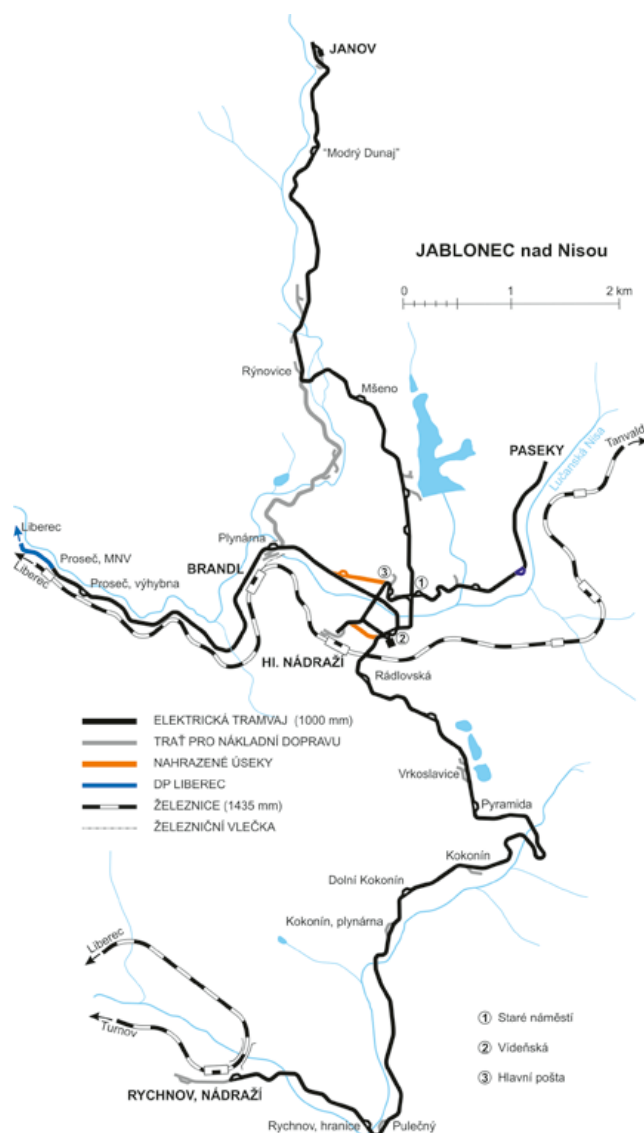 JANOV
"Modrý Dunaj"
JABLONEC nad Nisou
0 1 2 km
Rýnovice
Mšeno
PASEKY
Lučanská Nisa
Tanvald
Liberec
Plynárna
Proseč, MNV
BRANDL
Liberec
Proseč, výhybna
3
1
2
Hl. NÁDRAŽÍ
Rádlovská
ELEKTRICKÁ TRAMVAJ (1000 mm)
TRAŤ PRO NÁKLADNÍ DOPRAVU
NAHRAZENÉ ÚSEKY
DP LIBEREC
ŽELEZNICE (1435 mm)
ŽELEZNIČNÍ VLEČKA
Vrkoslavice
Pyramida
Kokonín
Dolní Kokonín
Kokonín, plynárna
Liberec
Turnov
1 Staré náměstí
2 Vídeňská
3 Hlavní pošta
RYCHNOV, NÁDRAŽÍ
Rychnov, hranice
Pulečný